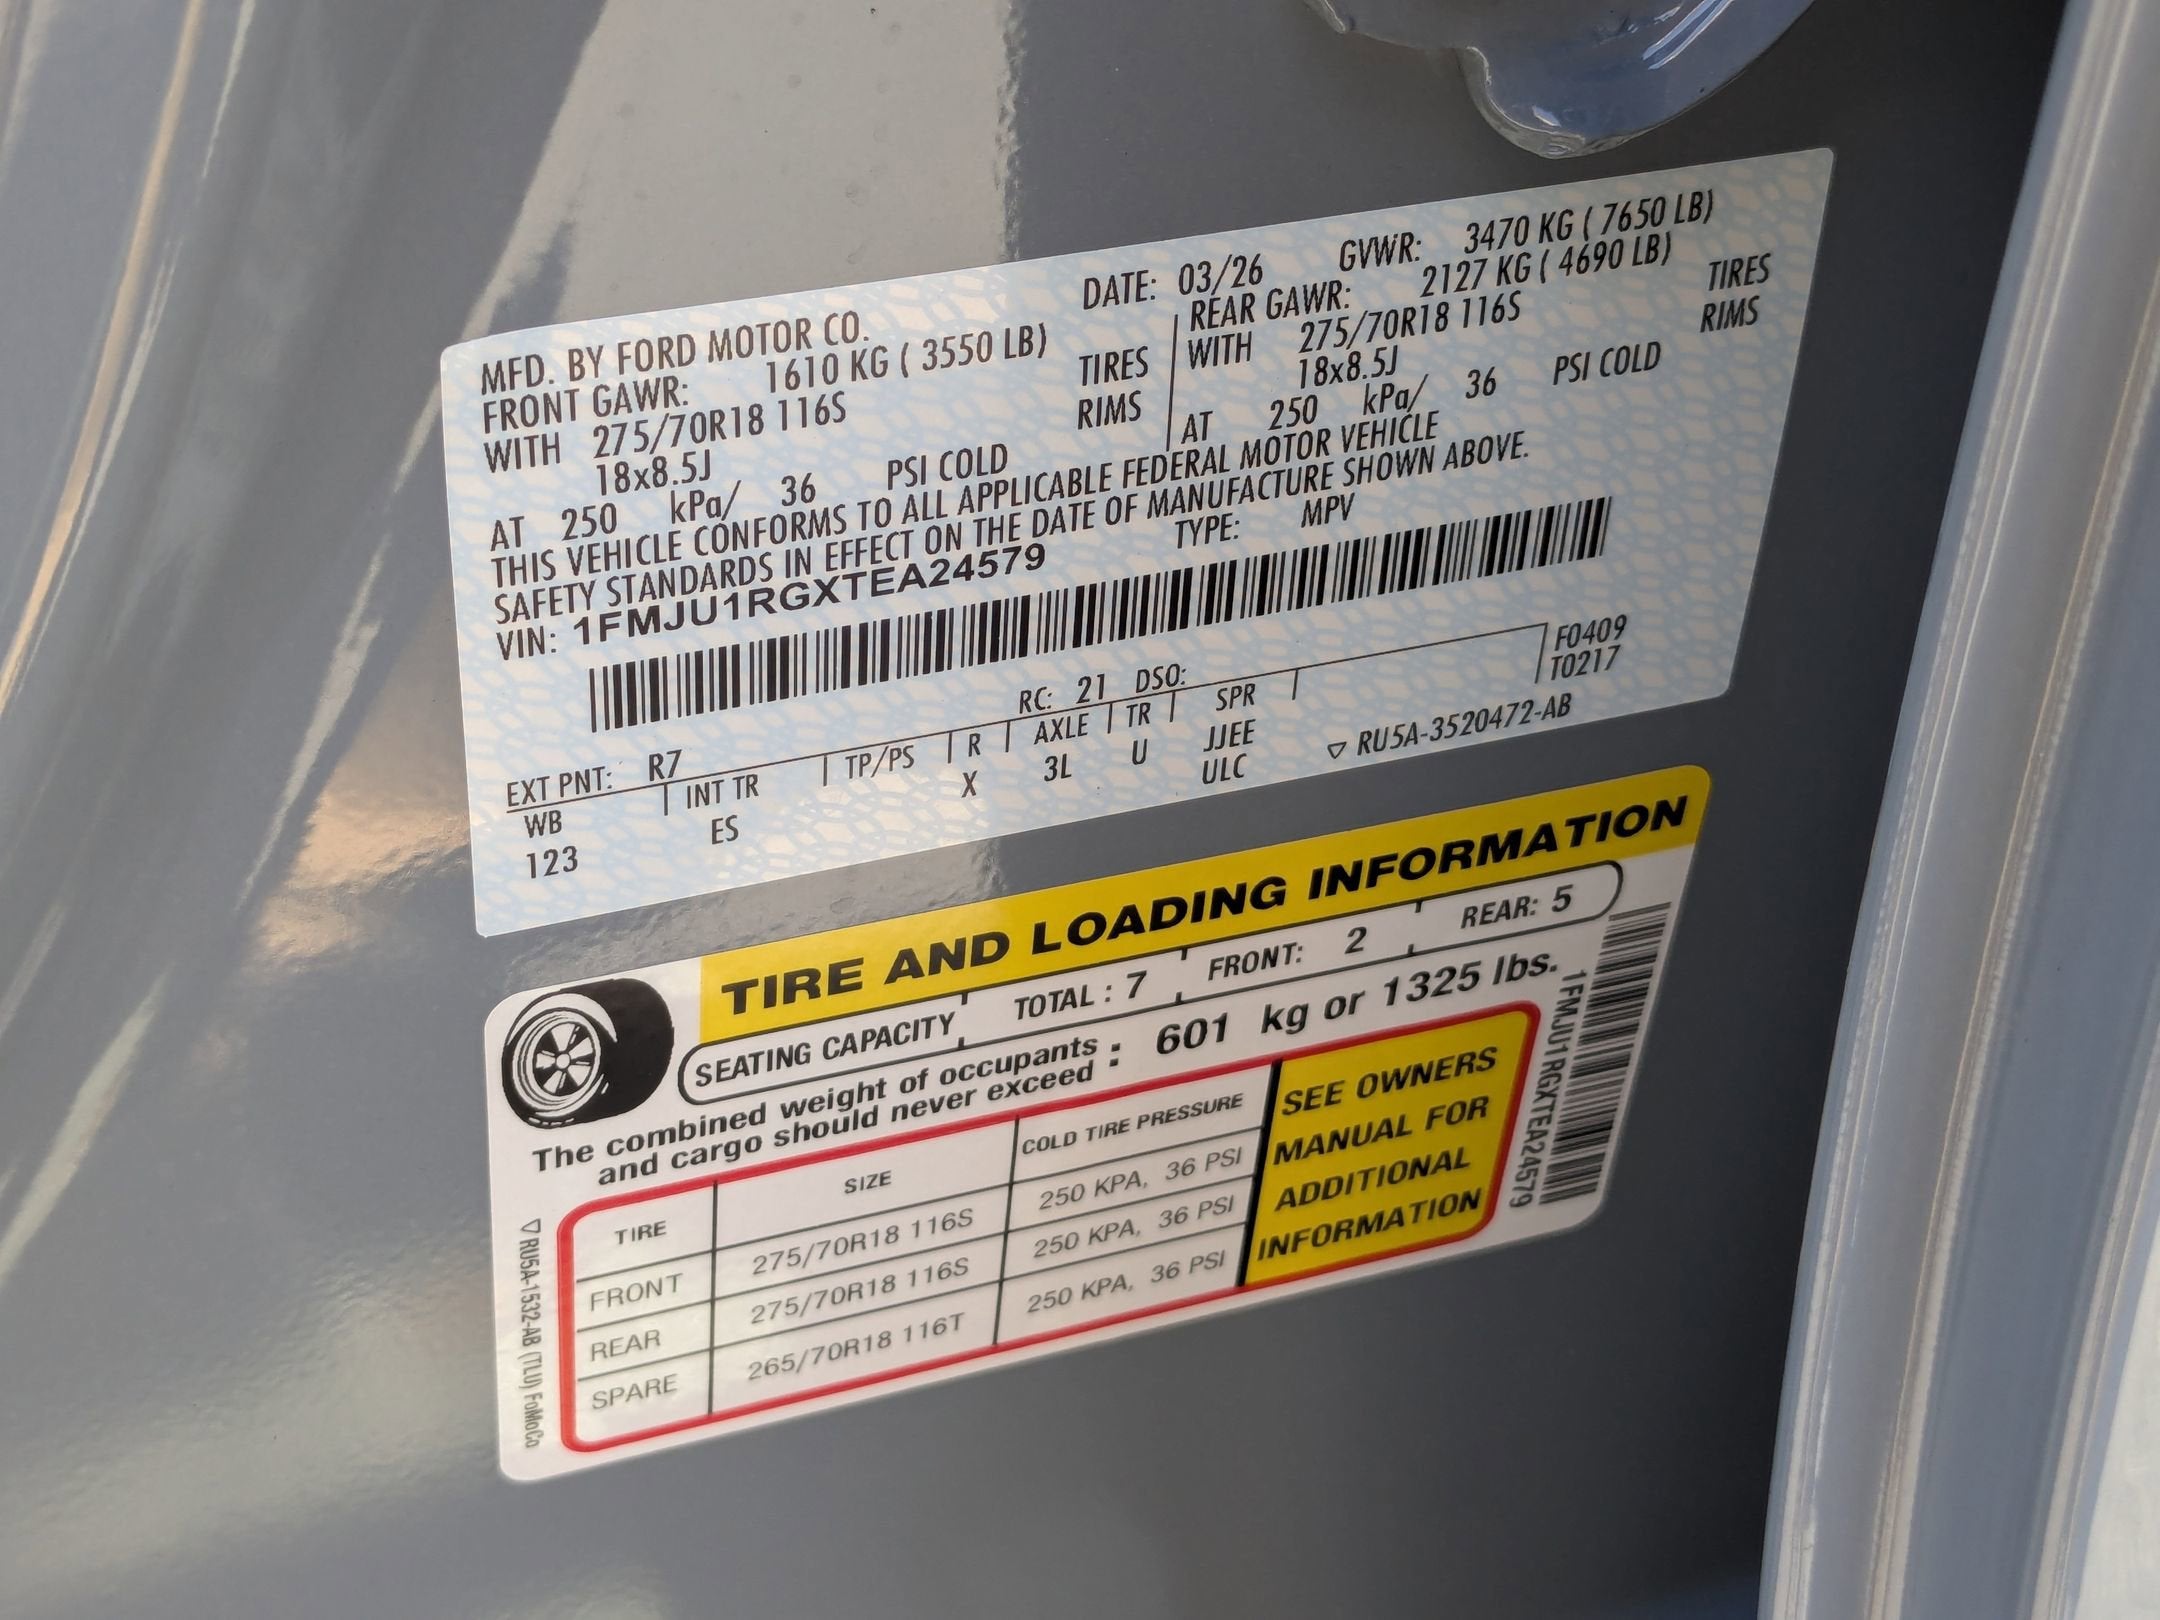 MFD. BY FORD MOTOR CO. DATE: 03/26 GVWR: 3470 KG ( 7650 LB)
FRONT GAWR: 1610 KG ( 3550 LB)
WITH 275/70R18 116S TIRES
18x8.5J RIMS
AT 250 kPa/ 36 PSI COLD
REAR GAWR: 2127 KG ( 4690 LB)
WITH 275/70R18 116S TIRES
18x8.5J RIMS
AT 250 kPa/ 36 PSI COLD
THIS VEHICLE CONFORMS TO ALL APPLICABLE FEDERAL MOTOR VEHICLE
SAFETY STANDARDS IN EFFECT ON THE DATE OF MANUFACTURE SHOWN ABOVE.
VIN: 1FMJU1RGXTEA24579 TYPE: MPV
F0409
T0217
EXT PNT: R7 RC: 21 DSO:
WB INT TR TP/PS R AXLE TR SPR
123 ES X 3L U JJEE
ULC
RU5A-3520472-AB
TIRE AND LOADING INFORMATION
SEATING CAPACITY TOTAL : 7 FRONT: 2 REAR: 5
The combined weight of occupants
and cargo should never exceed : 601 kg or 1325 lbs.
TIRE SIZE COLD TIRE PRESSURE
FRONT 275/70R18 116S 250 KPA, 36 PSI
REAR 275/70R18 116S 250 KPA, 36 PSI
SPARE 265/70R18 116T 250 KPA, 36 PSI
SEE OWNERS
MANUAL FOR
ADDITIONAL
INFORMATION
1FMJU1RGXTEA24579
RU5A-1532-AB (TLU) FoMoCo